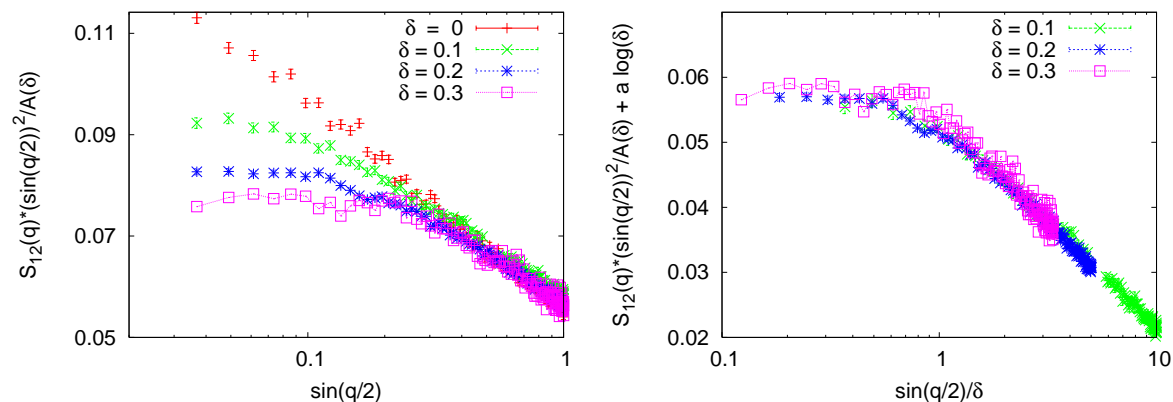 S₁₂(q)*(sin(q/2))²/A(δ)
0.11
0.09
0.07
0.05
0.1
1
sin(q/2)
δ = 0
δ = 0.1
δ = 0.2
δ = 0.3
S₁₂(q)*(sin(q/2))²/A(δ) + a log(δ)
0.06
0.05
0.04
0.03
0.02
1
10
sin(q/2)/δ
δ = 0.1
δ = 0.2
δ = 0.3